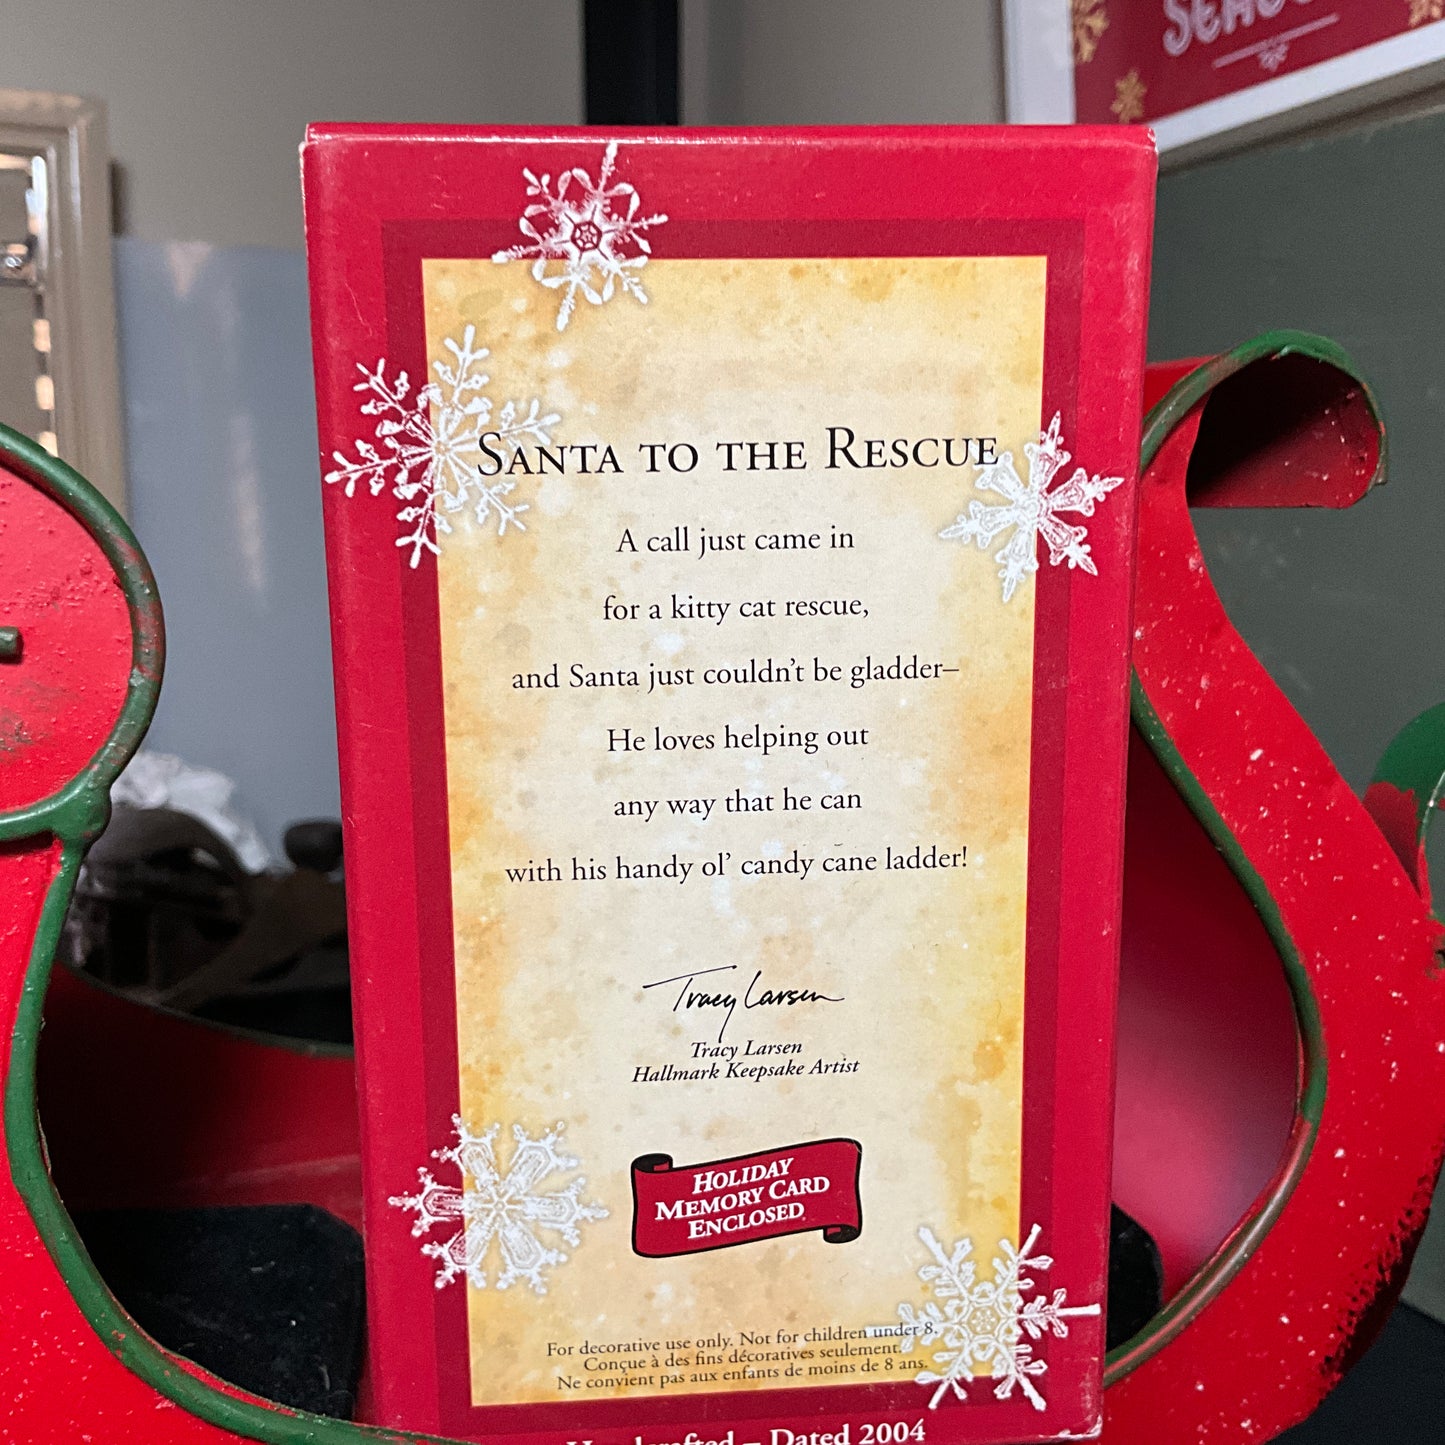 SANTA TO THE RESCUE
A call just came in
for a kitty cat rescue,
and Santa just couldn't be gladder–
He loves helping out
any way that he can
with his handy ol' candy cane ladder!
Tracy Larsen
Tracy Larsen
Hallmark Keepsake Artist
HOLIDAY
MEMORY CARD
ENCLOSED
For decorative use only. Not for children under 8.
Conçue à des fins décoratives seulement.
Ne convient pas aux enfants de moins de 8 ans.
– Dated 2004